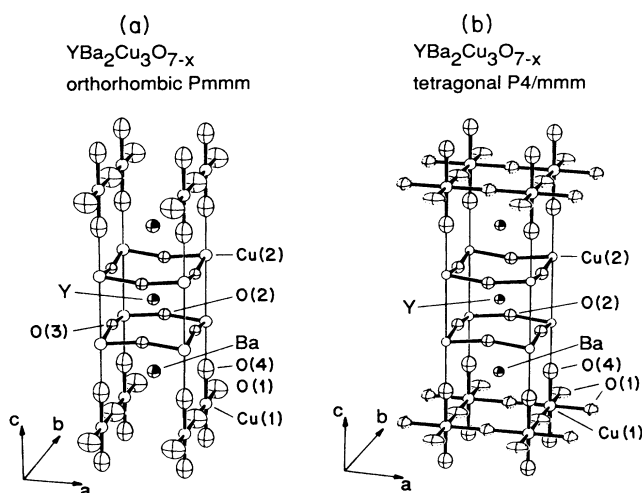 (a)
YBa₂Cu₃O₇₋ₓ
orthorhombic Pmmm
Cu(2)
Y
O(2)
O(3)
Ba
O(4)
O(1)
Cu(1)
c
b
a
(b)
YBa₂Cu₃O₇₋ₓ
tetragonal P4/mmm
Cu(2)
Y
O(2)
Ba
O(4)
O(1)
Cu(1)
c
b
a